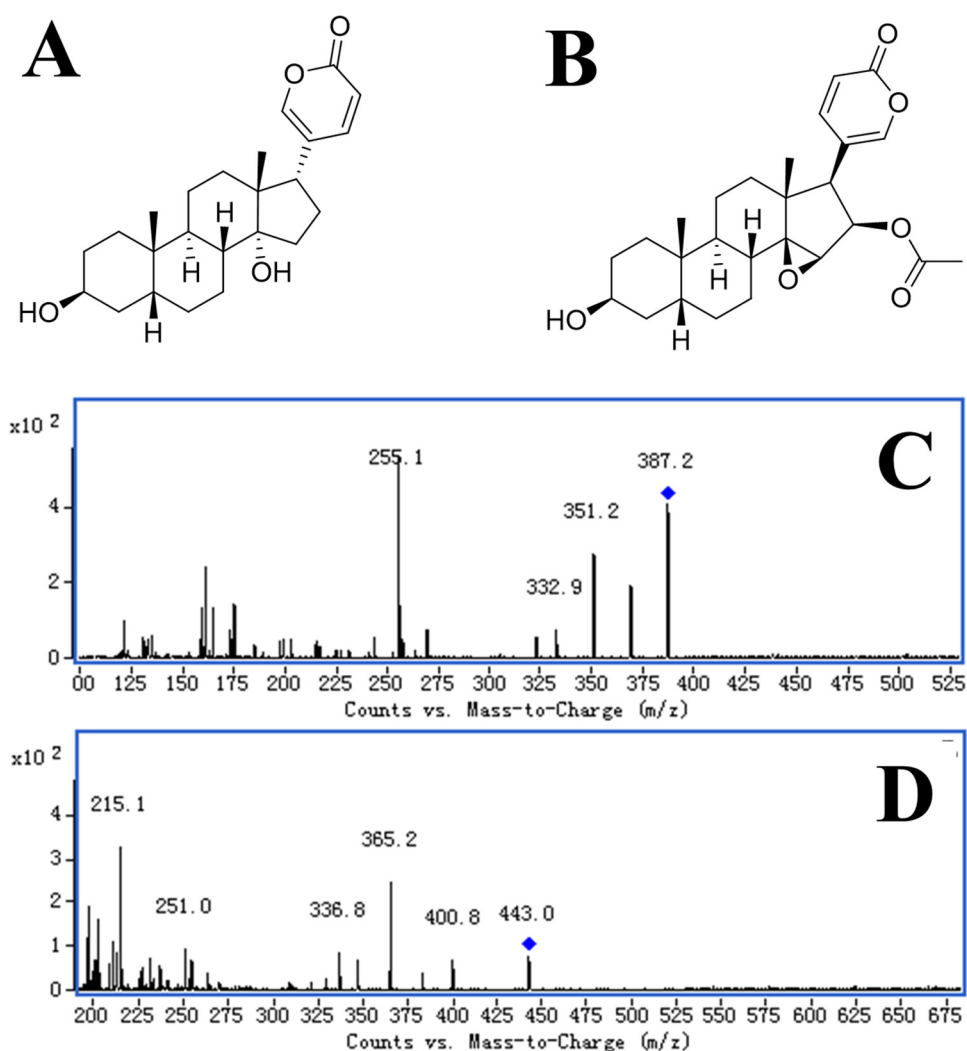 A
B
O
O
H
H
OH
HO
H
O
O
H
O
O
H
O
HO
H
C
x10 2
255.1
387.2
351.2
332.9
4
2
0
00 125 150 175 200 225 250 275 300 325 350 375 400 425 450 475 500 525
Counts vs. Mass-to-Charge (m/z)
D
x10 2
215.1
365.2
251.0
336.8
400.8
443.0
4
3
2
1
0
200 225 250 275 300 325 350 375 400 425 450 475 500 525 550 575 600 625 650 675
Counts vs. Mass-to-Charge (m/z)